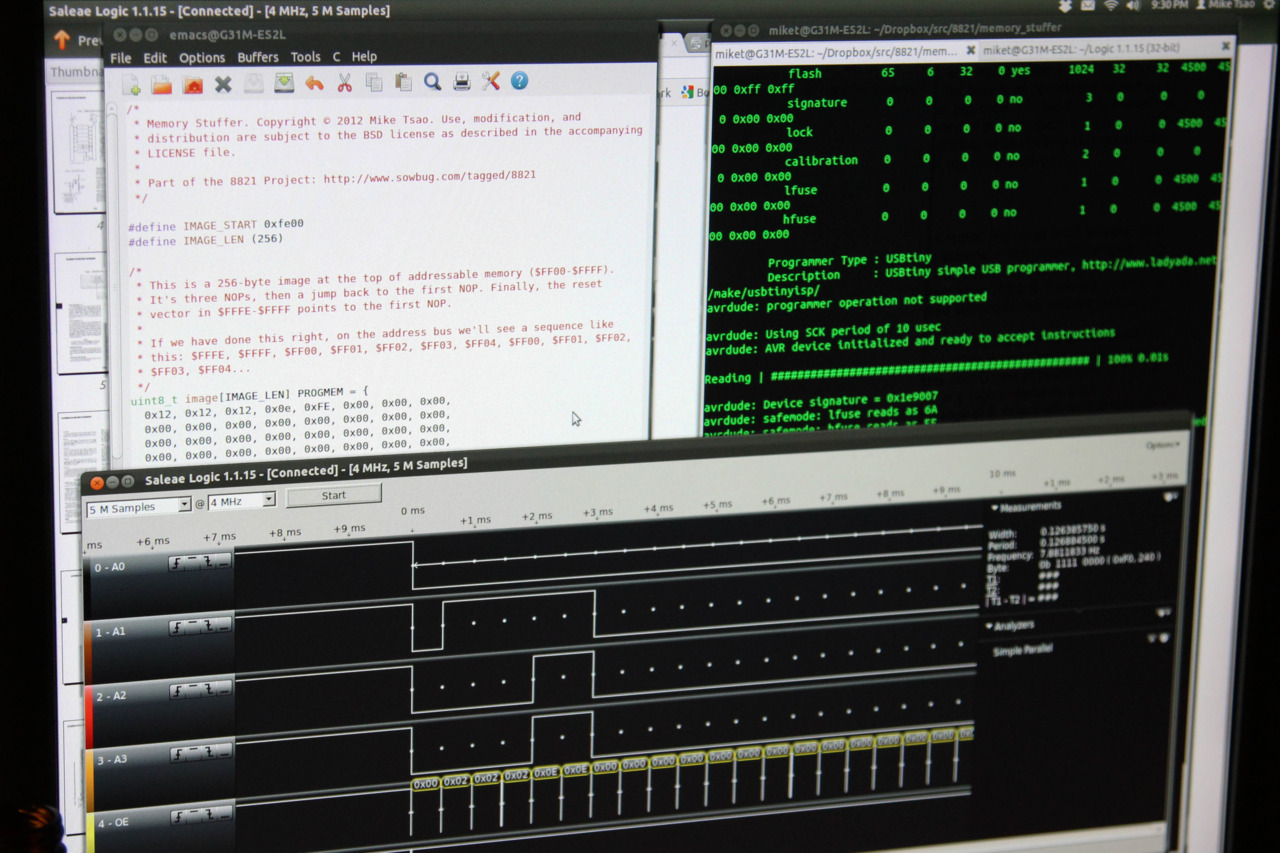 Saleae Logic 1.1.15 - [Connected] - [4 MHz, 5 M Samples]
9:30 PM Mike Tsao
emacs@G31M-ES2L
File Edit Options Buffers Tools C Help
/*
* Memory Stuffer. Copyright © 2012 Mike Tsao. Use, modification, and
* distribution are subject to the BSD license as described in the accompanying
* LICENSE file.
*
* Part of the 8821 Project: http://www.sowbug.com/tagged/8821
*/
#define IMAGE_START 0xfe00
#define IMAGE_LEN (256)
/*
* This is a 256-byte image at the top of addressable memory ($FF00-$FFFF).
* It's three NOPs, then a jump back to the first NOP. Finally, the reset
* vector in $FFFE-$FFFF points to the first NOP.
*
* If we have done this right, on the address bus we'll see a sequence like
* this: $FFFE, $FFFF, $FF00, $FF01, $FF02, $FF03, $FF04, $FF00, $FF01, $FF02,
* $FF03, $FF04...
*/
uint8_t image[IMAGE_LEN] PROGMEM = {
0x12, 0x12, 0x12, 0x0e, 0xFE, 0x00, 0x00, 0x00,
0x00, 0x00, 0x00, 0x00, 0x00, 0x00, 0x00, 0x00,
0x00, 0x00, 0x00, 0x00, 0x00, 0x00, 0x00, 0x00,
0x00, 0x00, 0x00, 0x00, 0x00, 0x00, 0x00, 0x00,
miket@G31M-ES2L: ~/Dropbox/src/8821/memory_stuffer
miket@G31M-ES2L: ~/Dropbox/src/8821/mem... miket@G31M-ES2L: ~/Logic 1.1.15 (32-bit)
flash 65 6 32 0 yes 1024 32 32 4500 45
00 0xff 0xff
signature 0 0 0 0 no 3 0 0 0
0 0x00 0x00
lock 0 0 0 0 no 1 0 0 4500 45
00 0x00 0x00
calibration 0 0 0 0 no 2 0 0 0
0 0x00 0x00
lfuse 0 0 0 0 no 1 0 0 4500 45
00 0x00 0x00
hfuse 0 0 0 0 no 1 0 0 4500 45
00 0x00 0x00
Programmer Type : USBtiny
Description : USBtiny simple USB programmer, http://www.ladyada.net
/make/usbtinyisp/
avrdude: programmer operation not supported
avrdude: Using SCK period of 10 usec
avrdude: AVR device initialized and ready to accept instructions
Reading | ################################################## | 100% 0.01s
avrdude: Device signature = 0x1e9007
avrdude: safemode: lfuse reads as 6A
avrdude: safemode: hfuse reads as FF
Saleae Logic 1.1.15 - [Connected] - [4 MHz, 5 M Samples]
Options
5 M Samples @ 4 MHz Start
ms +6 ms +7 ms +8 ms +9 ms 0 ms +1 ms +2 ms +3 ms +4 ms +5 ms +6 ms +7 ms +8 ms +9 ms 10 ms +1 ms +2 ms +3 ms
0 - A0
1 - A1
2 - A2
3 - A3
4 - OE
0x00 0x02 0x02 0x02 0x0E 0x0E 0x00 0x00 0x00 0x00 0x00 0x00 0x00 0x00 0x00 0x00 0x00 0x00
Measurements
Width: 0.126385750 s
Period: 0.126884500 s
Frequency: 7.8811833 Hz
Byte: 0b 1111 0000 (0xF0, 240)
T1: ###
T2: ###
| T1 - T2 | = ###
Analyzers
Simple Parallel